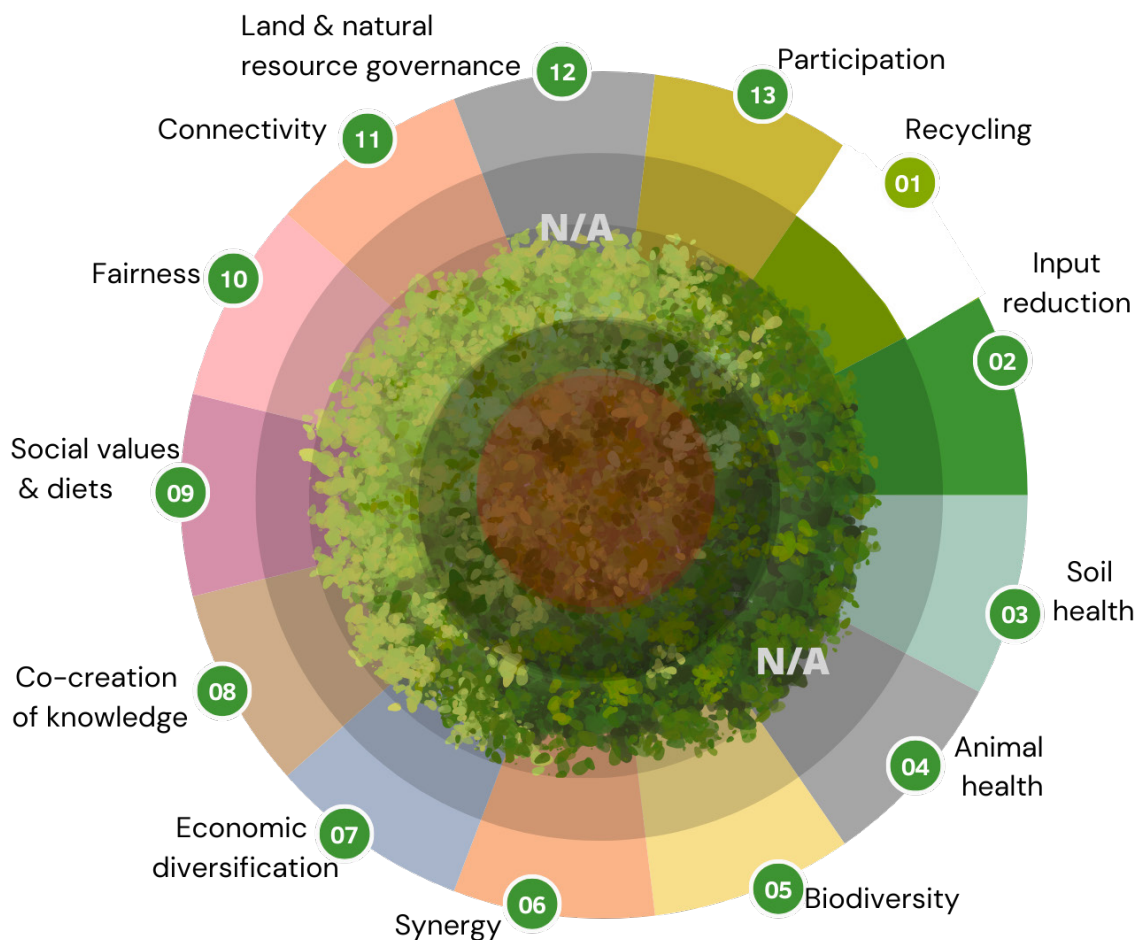 Land & natural
resource governance
12
Participation
13
Connectivity
11
Recycling
01
N/A
Fairness
10
Input
reduction
02
Social values
& diets
09
Soil
health
03
Co-creation
of knowledge
08
N/A
Animal
health
04
Economic
diversification
07
Synergy
06
05
Biodiversity